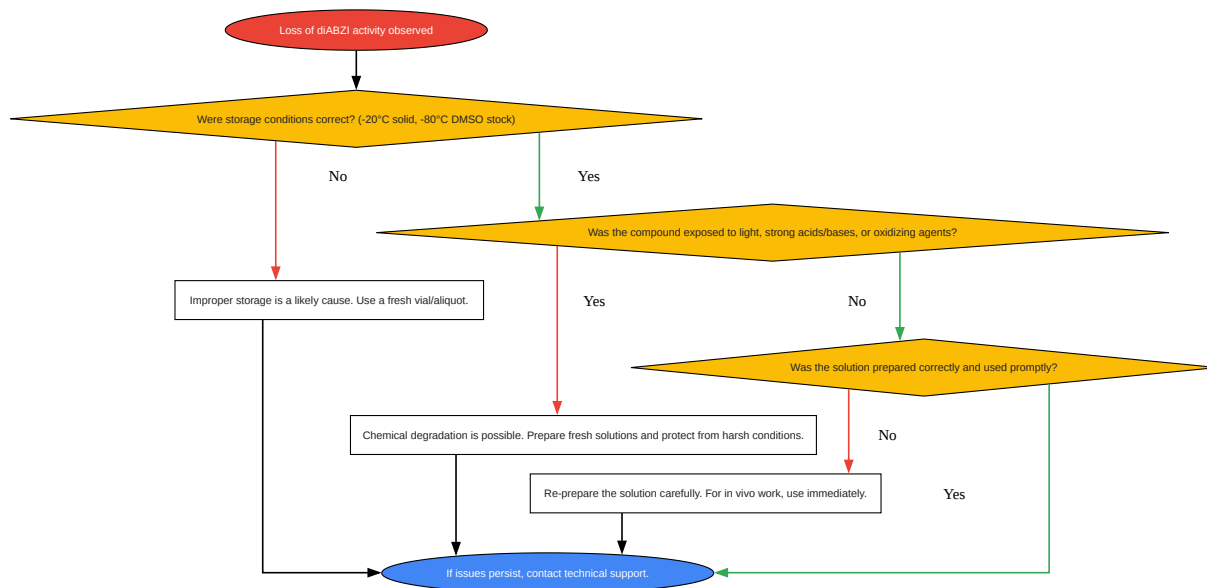 Loss of diABZI activity observed
Were storage conditions correct? (-20°C solid, -80°C DMSO stock)
No
Yes
Was the compound exposed to light, strong acids/bases, or oxidizing agents?
Improper storage is a likely cause. Use a fresh vial/aliquot.
Yes
No
Was the solution prepared correctly and used promptly?
Chemical degradation is possible. Prepare fresh solutions and protect from harsh conditions.
No
Re-prepare the solution carefully. For in vivo work, use immediately.
Yes
If issues persist, contact technical support.